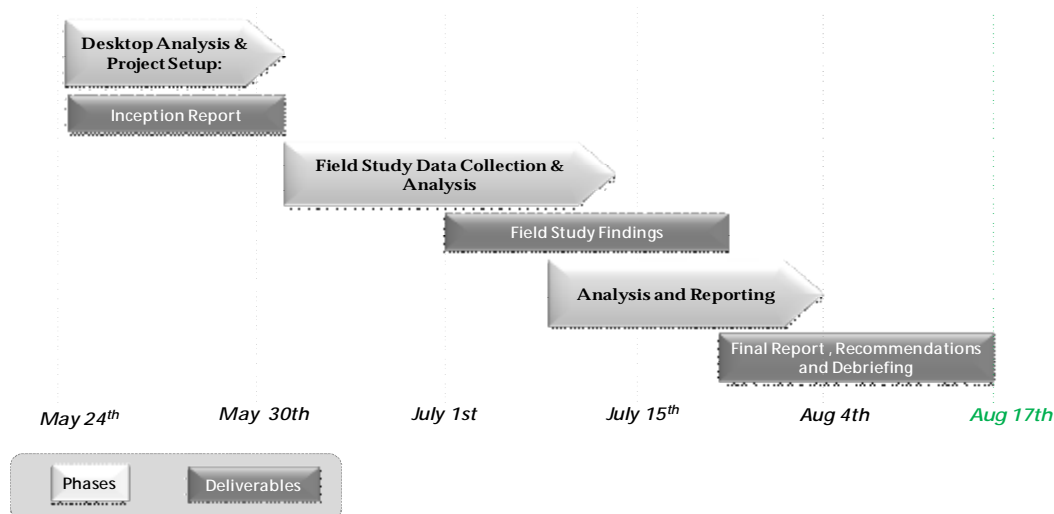 Desktop Analysis &
Project Setup:
Inception Report
Field Study Data Collection &
Analysis
Field Study Findings
Analysis and Reporting
Final Report , Recommendations
and Debriefing
May 24th
May 30th
July 1st
July 15th
Aug 4th
Aug 17th
Phases
Deliverables